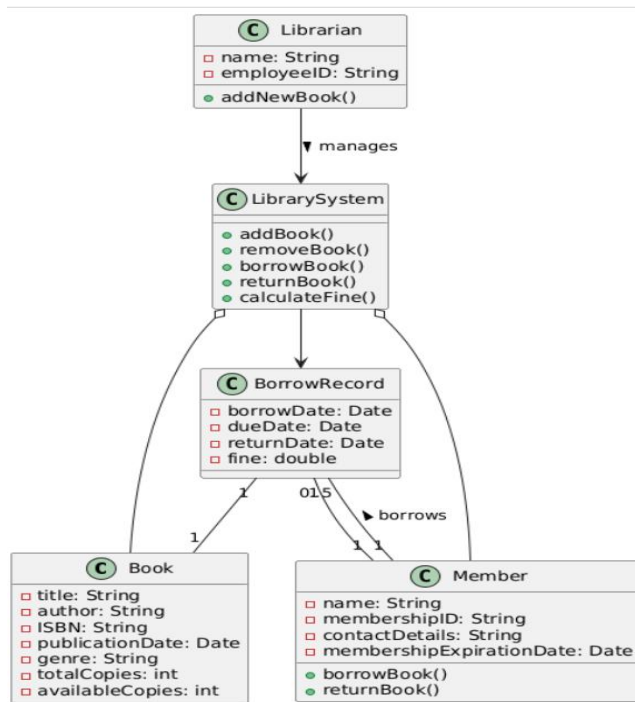 C Librarian
name: String
employeeID: String
addNewBook()
manages
C LibrarySystem
addBook()
removeBook()
borrowBook()
returnBook()
calculateFine()
C BorrowRecord
borrowDate: Date
dueDate: Date
returnDate: Date
fine: double
1
borrows
1
1
1
C Book
title: String
author: String
ISBN: String
publicationDate: Date
genre: String
totalCopies: int
availableCopies: int
C Member
name: String
membershipID: String
contactDetails: String
membershipExpirationDate: Date
borrowBook()
returnBook()